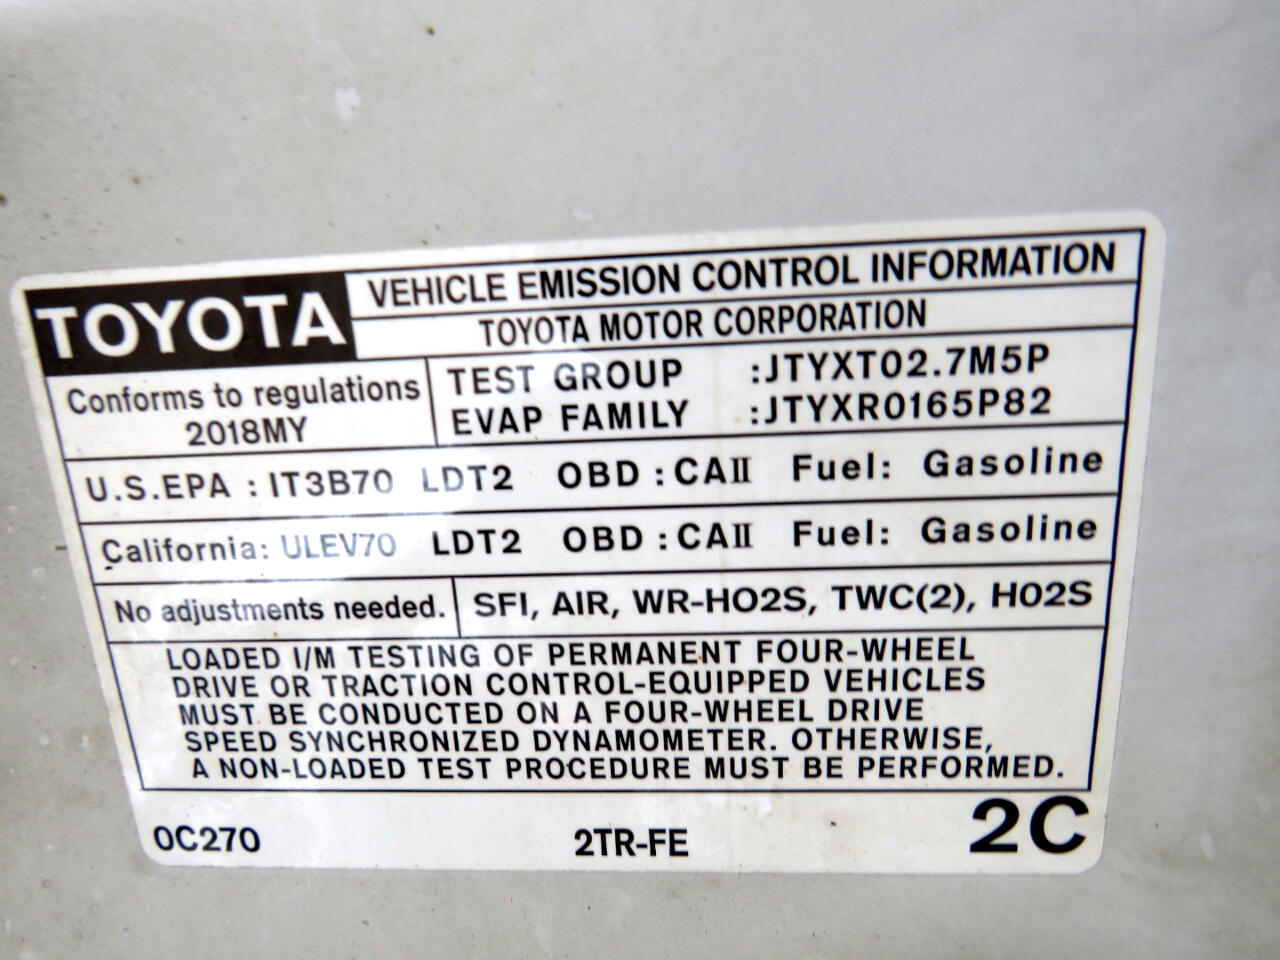 TOYOTA
VEHICLE EMISSION CONTROL INFORMATION
TOYOTA MOTOR CORPORATION
Conforms to regulations
2018MY
TEST GROUP :JTYXT02.7M5P
EVAP FAMILY :JTYXR0165P82
U.S.EPA : IT3B70 LDT2 OBD : CAII Fuel: Gasoline
California: ULEV70 LDT2 OBD : CAII Fuel: Gasoline
No adjustments needed.
SFI, AIR, WR-HO2S, TWC(2), HO2S
LOADED I/M TESTING OF PERMANENT FOUR-WHEEL
DRIVE OR TRACTION CONTROL-EQUIPPED VEHICLES
MUST BE CONDUCTED ON A FOUR-WHEEL DRIVE
SPEED SYNCHRONIZED DYNAMOMETER. OTHERWISE,
A NON-LOADED TEST PROCEDURE MUST BE PERFORMED.
0C270 2TR-FE 2C